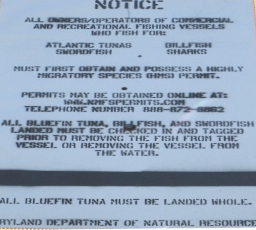 NOTICE
ALL OWNERS/OPERATORS OF COMMERCIAL
AND RECREATIONAL FISHING VESSELS
WHO FISH FOR:
ATLANTIC TUNAS BILLFISH
SWORDFISH SHARKS
MUST FIRST OBTAIN AND POSSESS A HIGHLY
MIGRATORY SPECIES (HMS) PERMIT.
PERMITS MAY BE OBTAINED ONLINE AT:
WWW.NMFSPERMITS.COM
TELEPHONE NUMBER 888-872-8862
ALL BLUEFIN TUNA, BILLFISH, AND SWORDFISH
LANDED MUST BE CHECKED IN AND TAGGED
PRIOR TO REMOVING THE FISH FROM THE
VESSEL OR REMOVING THE VESSEL FROM
THE WATER.
ALL BLUEFIN TUNA MUST BE LANDED WHOLE.
RYLAND DEPARTMENT OF NATURAL RESOURCE